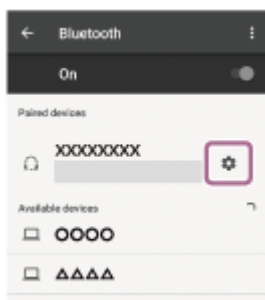 Bluetooth
On
Paired devices
XXXXXXXX
Available devices
OOOO
ΔΔΔΔ